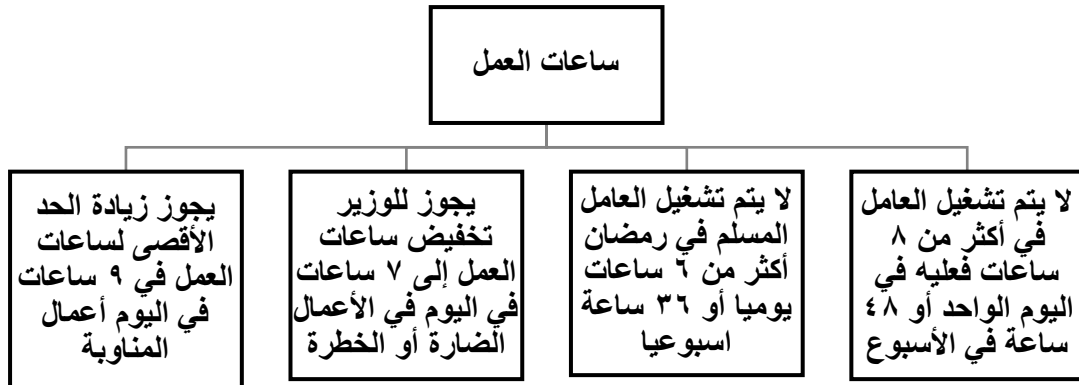 ساعات العمل
لا يتم تشغيل العامل
في أكثر من ٨
ساعات فعليه في
اليوم الواحد أو ٤٨
ساعة في الأسبوع
لا يتم تشغيل العامل
المسلم في رمضان
أكثر من ٦ ساعات
يوميا أو ٣٦ ساعة
اسبوعيا
يجوز للوزير
تخفيض ساعات
العمل إلى ٧ ساعات
في اليوم في الأعمال
الضارة أو الخطرة
يجوز زيادة الحد
الأقصى لساعات
العمل في ٩ ساعات
في اليوم أعمال
المناوبة